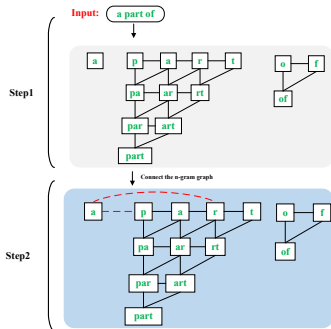 Input: a part of
a p a r t o f
pa ar rt of
par art
part
Step1
Connect the n-gram graph
a p a r t o f
pa ar rt of
par art
part
Step2